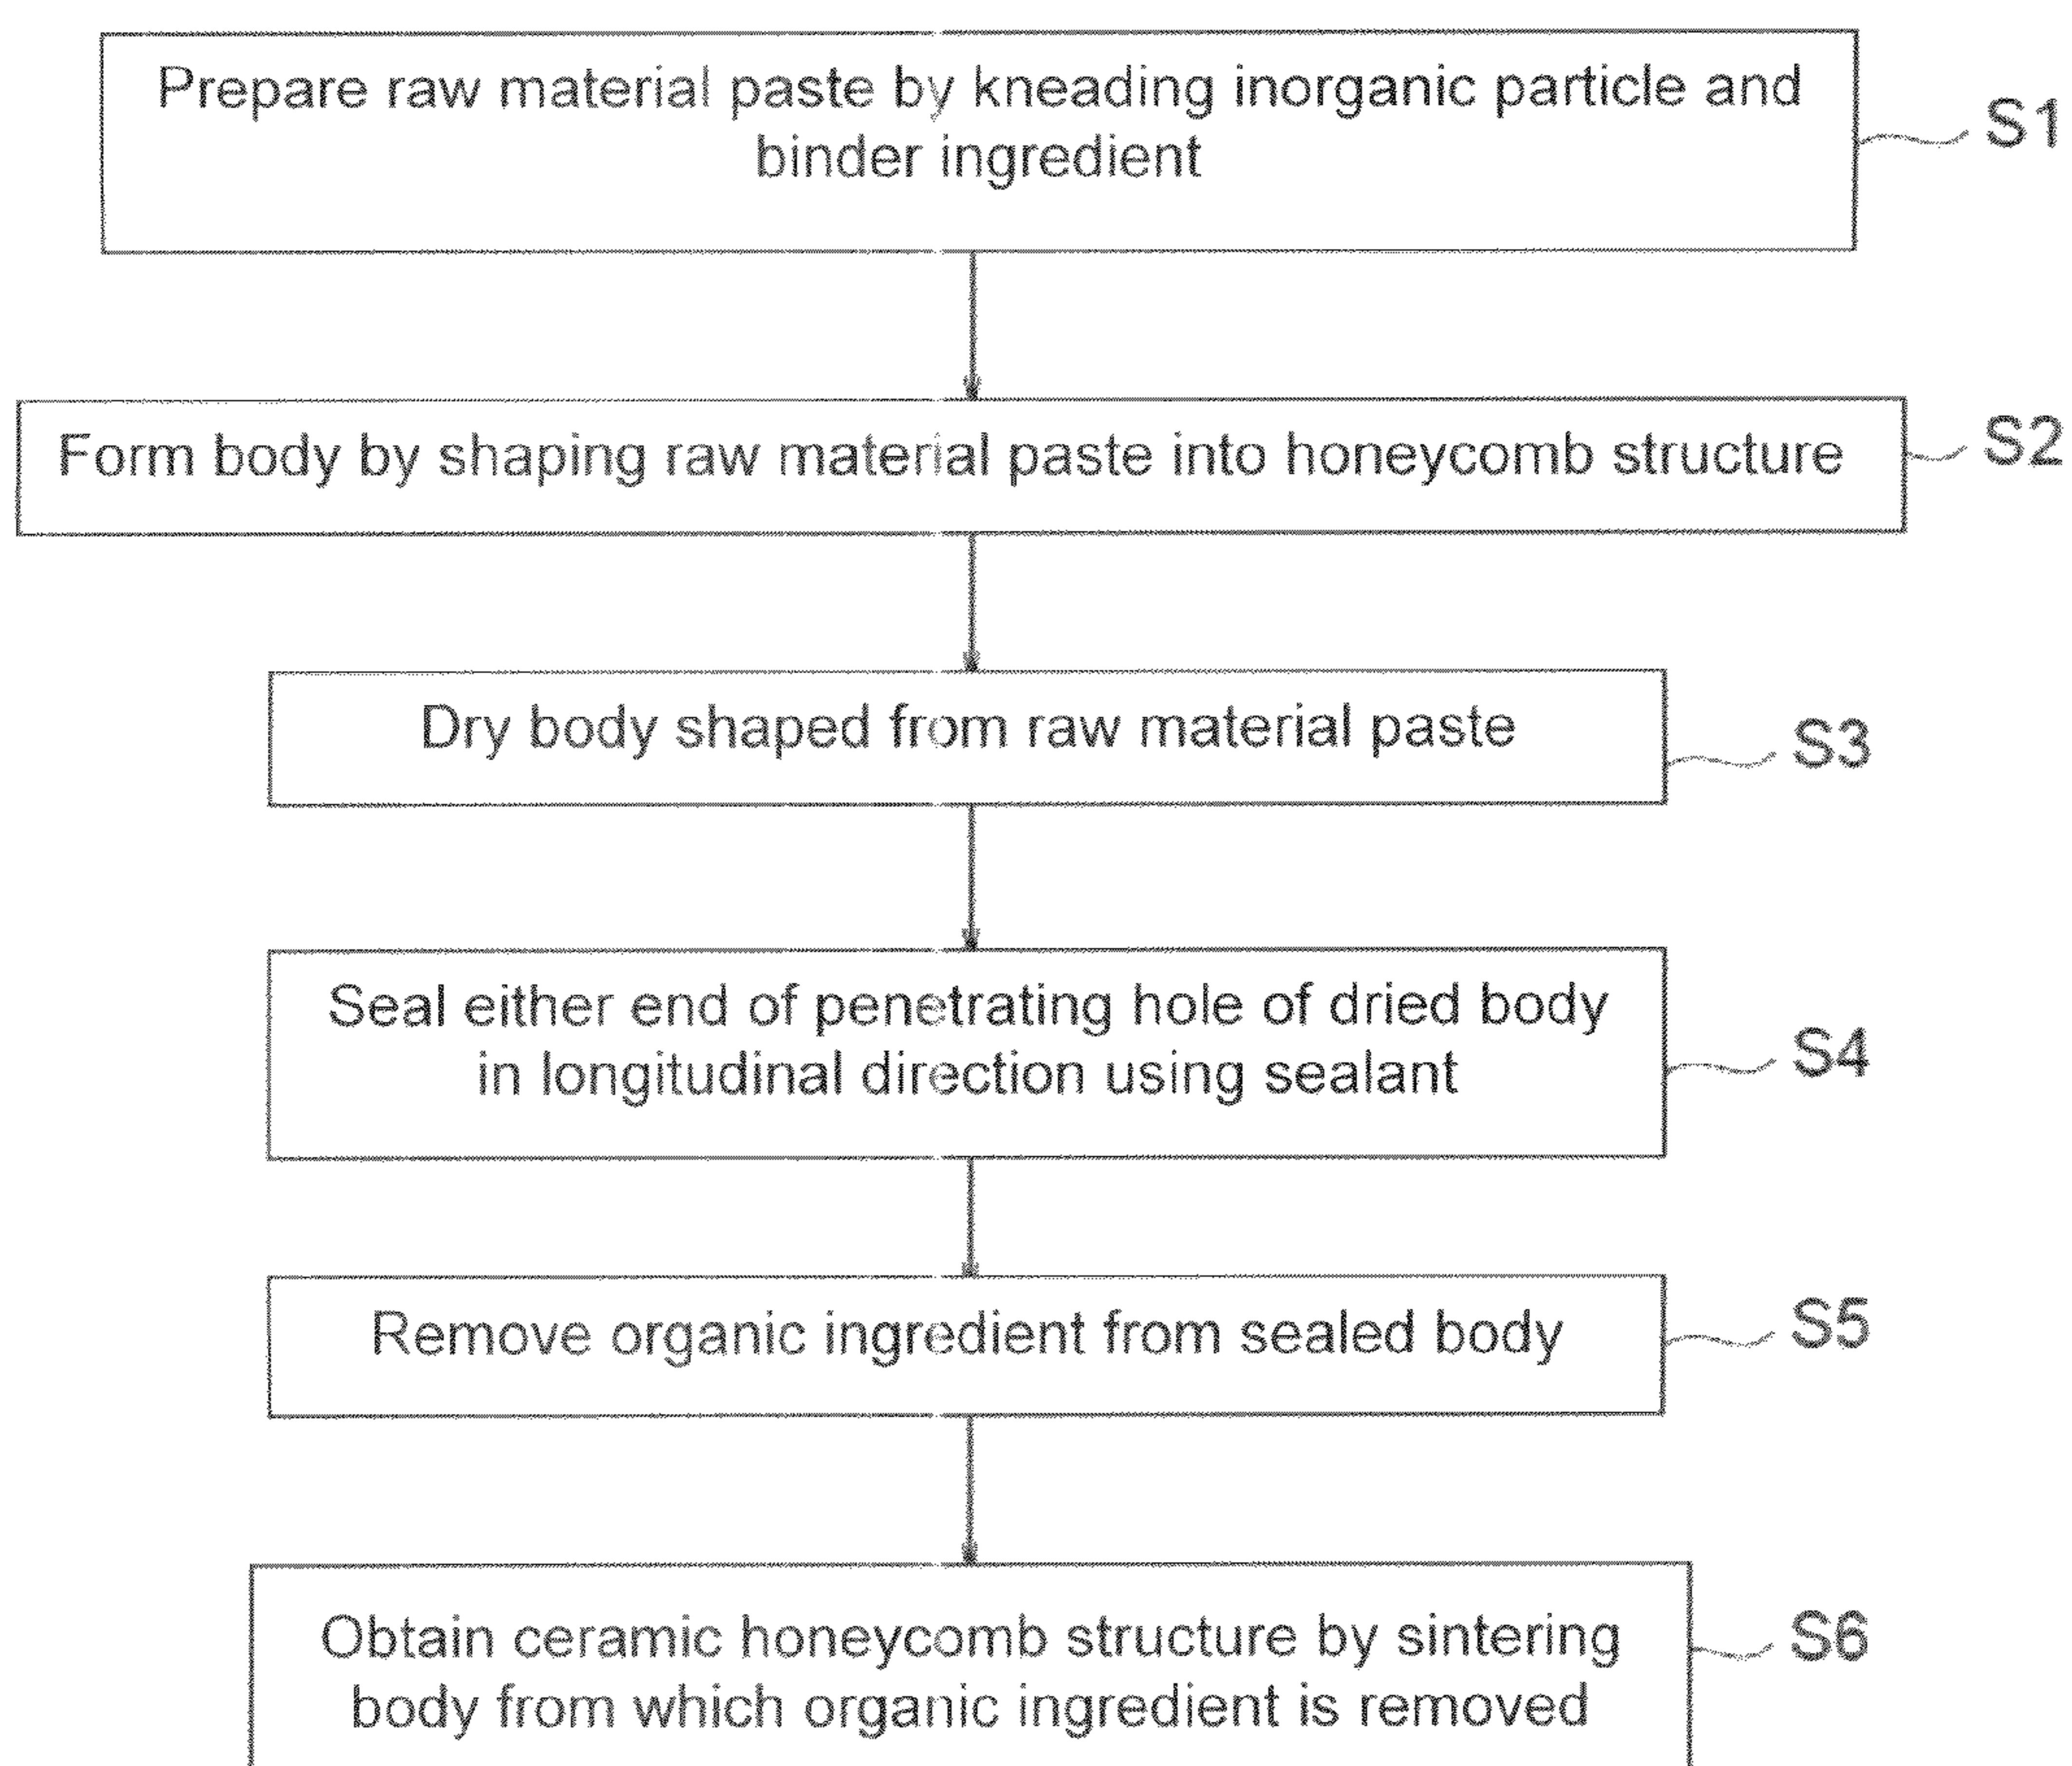 Prepare raw material paste by kneading inorganic particle and
binder ingredient
S1
Form body by shaping raw material paste into honeycomb structure
S2
Dry body shaped from raw material paste
S3
Seal either end of penetrating hole of dried body
in longitudinal direction using sealant
S4
Remove organic ingredient from sealed body
S5
Obtain ceramic honeycomb structure by sintering
body from which organic ingredient is removed
S6